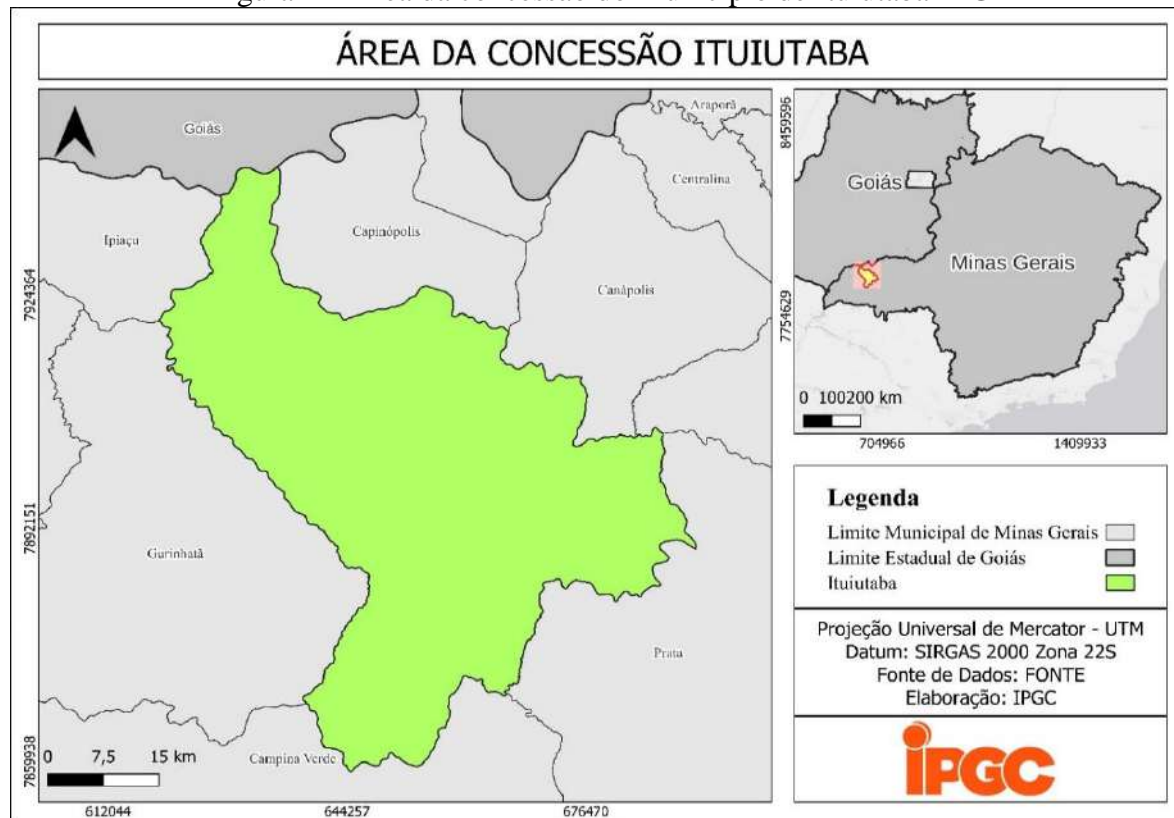 ÁREA DA CONCESSÃO ITUIUTABA
Goiás
Araporã
Centralina
Ipiaçu
Capinópolis
Canápolis
Gurinhatã
Prata
Campina Verde
0 7,5 15 km
7924364
7892151
7859938
612044
644257
676470
Goiás
Minas Gerais
0 100200 km
8459596
7754629
704966
1409933
Legenda
Limite Municipal de Minas Gerais
Limite Estadual de Goiás
Ituiutaba
Projeção Universal de Mercator - UTM
Datum: SIRGAS 2000 Zona 22S
Fonte de Dados: FONTE
Elaboração: IPGC
iPGC